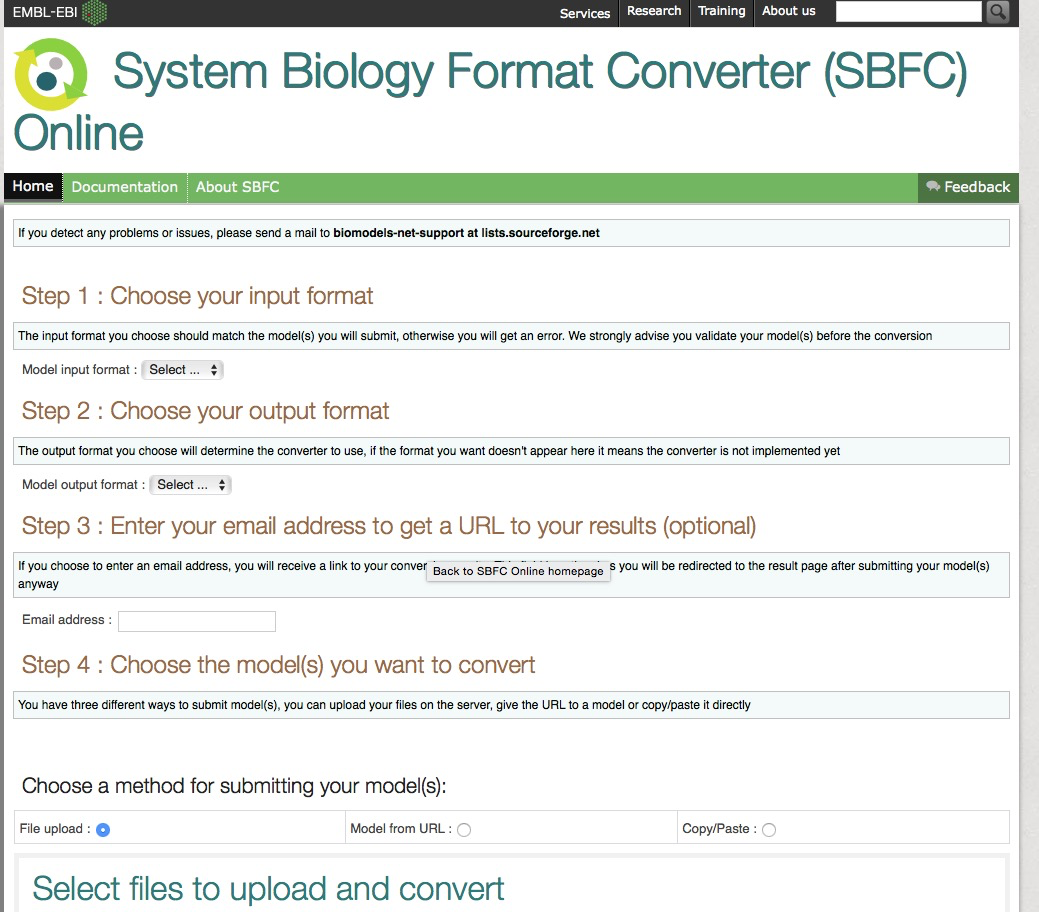 EMBL-EBI
Services
Research
Training
About us
System Biology Format Converter (SBFC)
Online
Home
Documentation
About SBFC
Feedback
If you detect any problems or issues, please send a mail to biomodels-net-support at lists.sourceforge.net
Step 1 : Choose your input format
The input format you choose should match the model(s) you will submit, otherwise you will get an error. We strongly advise you validate your model(s) before the conversion
Model input format : Select ...
Step 2 : Choose your output format
The output format you choose will determine the converter to use, if the format you want doesn't appear here it means the converter is not implemented yet
Model output format : Select ...
Step 3 : Enter your email address to get a URL to your results (optional)
If you choose to enter an email address, you will receive a link to your you will be redirected to the result page after submitting your model(s)
Back to SBFC Online homepage
anyway
Email address :
Step 4 : Choose the model(s) you want to convert
You have three different ways to submit model(s), you can upload your files on the server, give the URL to a model or copy/paste it directly
Choose a method for submitting your model(s):
File upload :
Model from URL :
Copy/Paste :
Select files to upload and convert